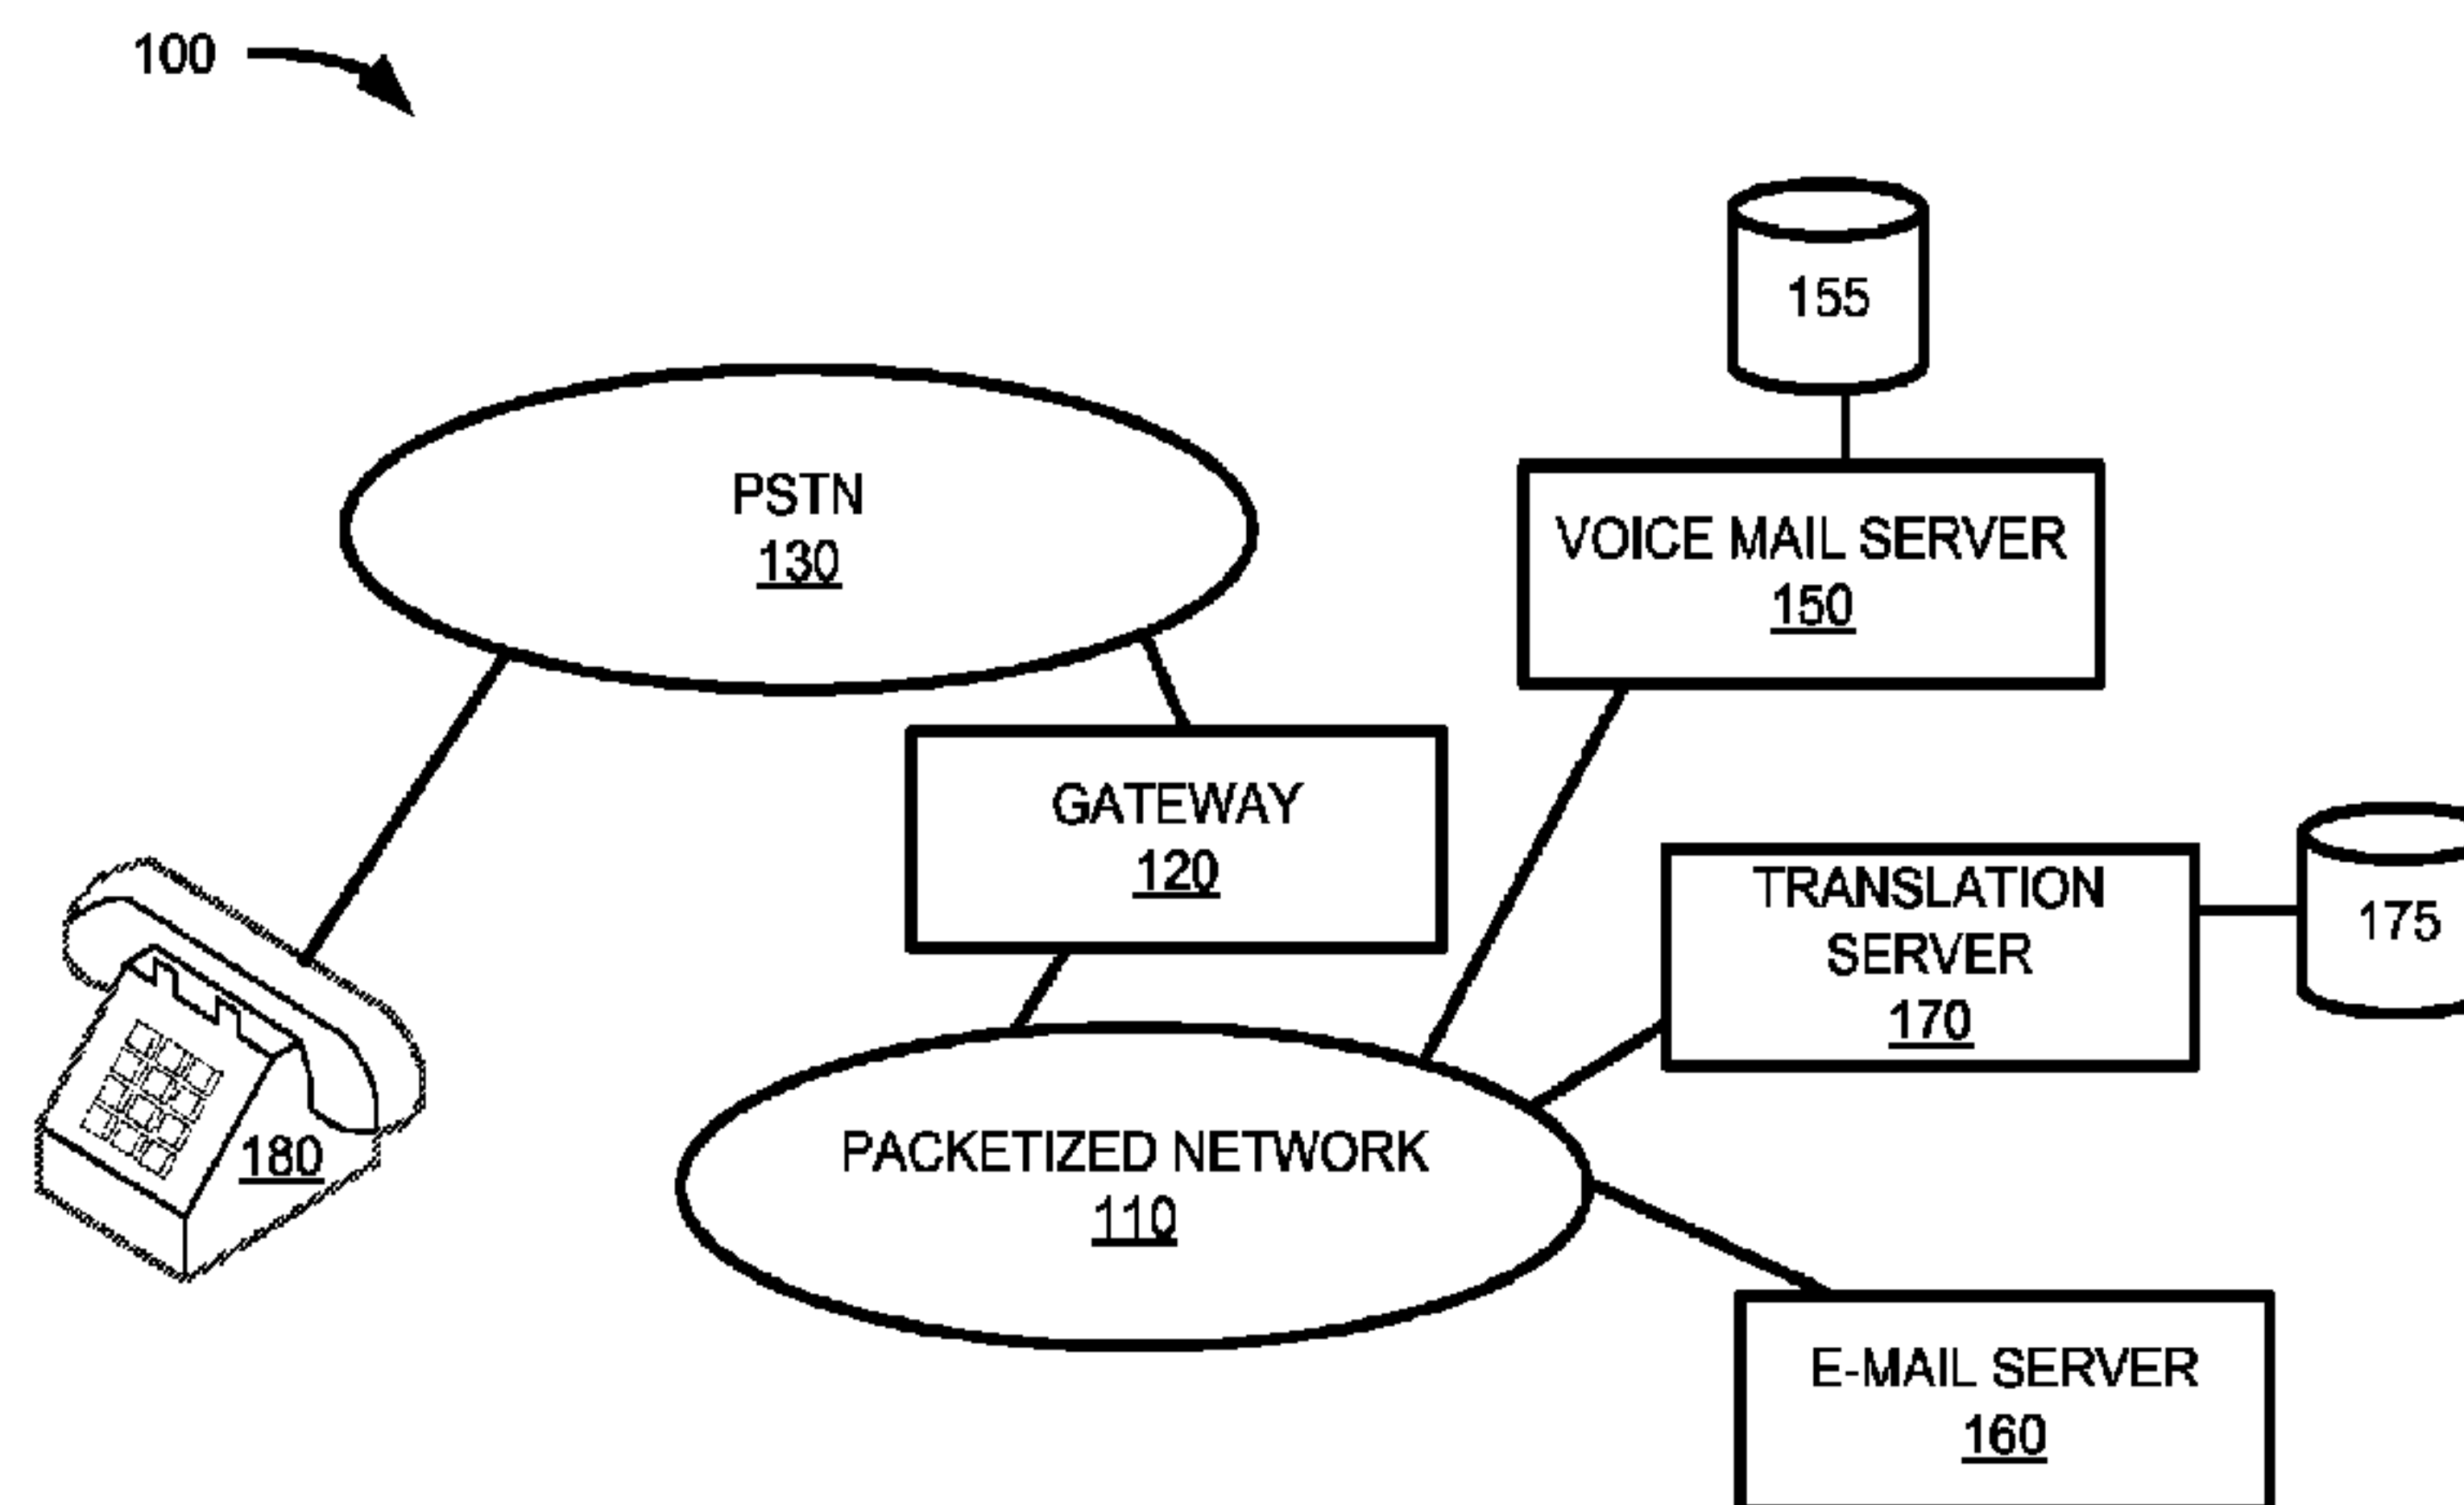 100
155
PSTN
130
VOICE MAIL SERVER
150
GATEWAY
120
TRANSLATION
SERVER
170
175
180
PACKETIZED NETWORK
110
E-MAIL SERVER
160